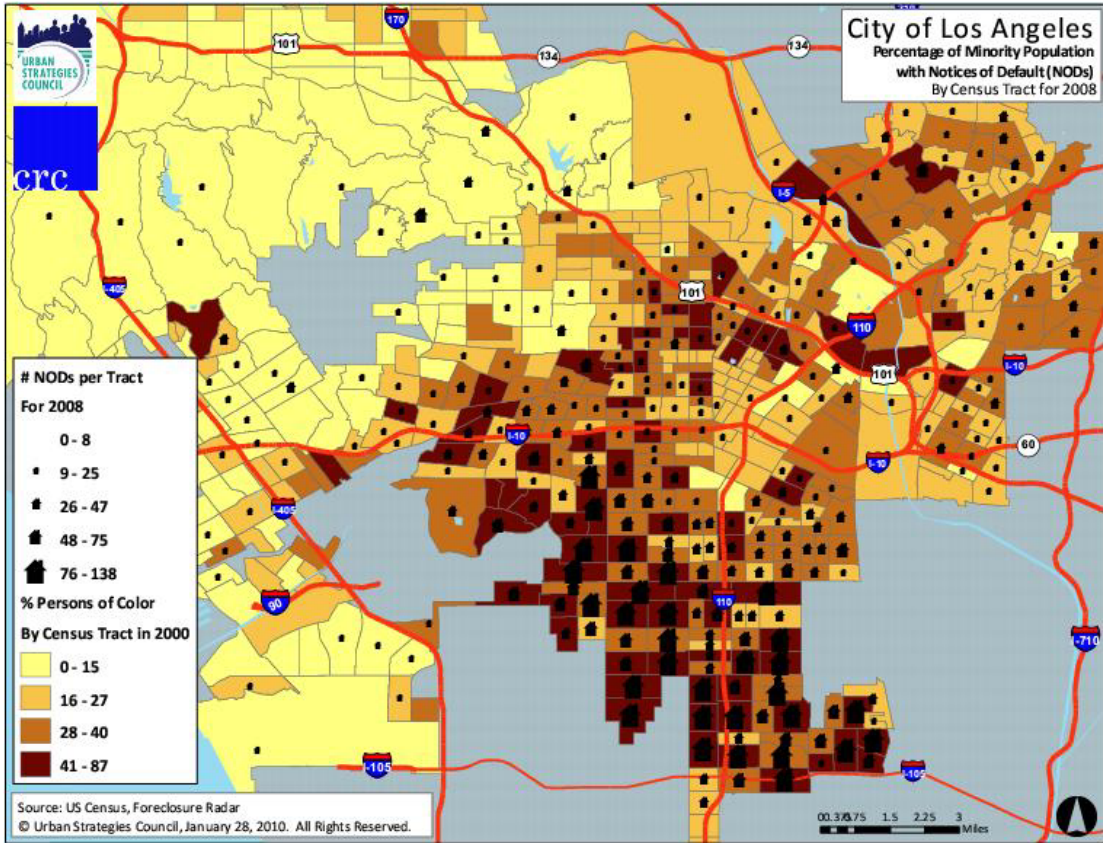 City of Los Angeles
Percentage of Minority Population
with Notices of Default (NODs)
By Census Tract for 2008
URBAN
STRATEGIES
COUNCIL
crc
170
101
134
134
I-5
I-405
101
110
101
I-10
I-10
60
I-10
I-405
90
110
I-710
I-105
I-105
# NODs per Tract
For 2008
0 - 8
9 - 25
26 - 47
48 - 75
76 - 138
% Persons of Color
By Census Tract in 2000
0 - 15
16 - 27
28 - 40
41 - 87
Source: US Census, Foreclosure Radar
© Urban Strategies Council, January 28, 2010. All Rights Reserved.
1.5 2.25 3
Miles